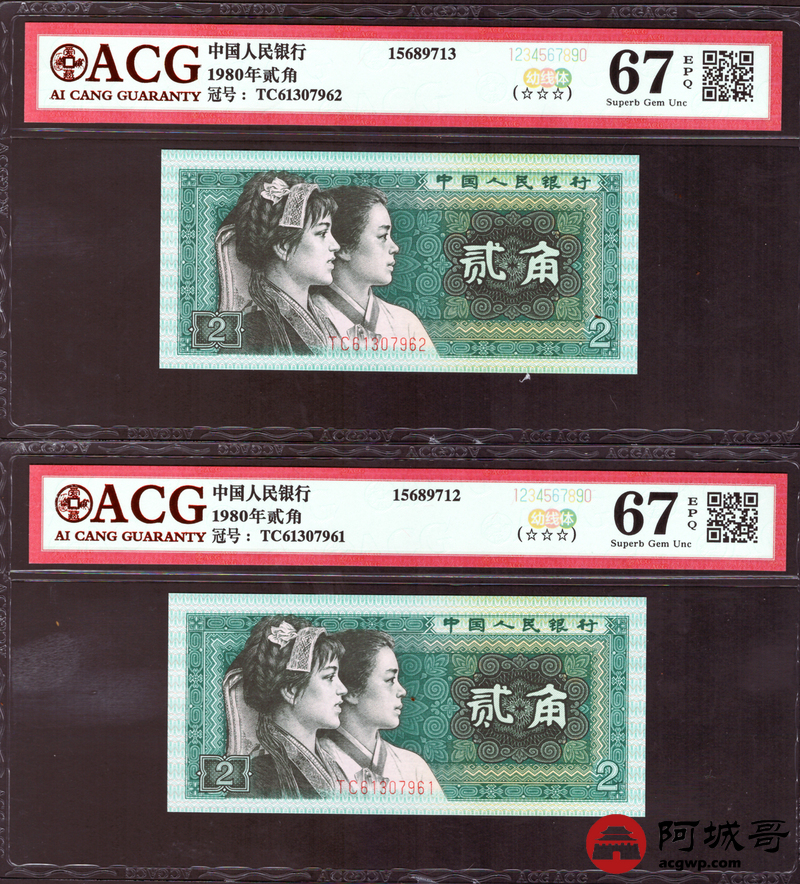 ACG
AI CANG GUARANTY
中国人民银行
1980年贰角
冠号： TC61307962
15689713
1234567890
幼线体
(☆☆☆)
67
EPQ
Superb Gem Unc
中国人民银行
贰角
2
TC61307962
2
ACG
AI CANG GUARANTY
中国人民银行
1980年贰角
冠号： TC61307961
15689712
1234567890
幼线体
(☆☆☆)
67
EPQ
Superb Gem Unc
中国人民银行
贰角
2
TC61307961
2
阿城哥
acgwp.com